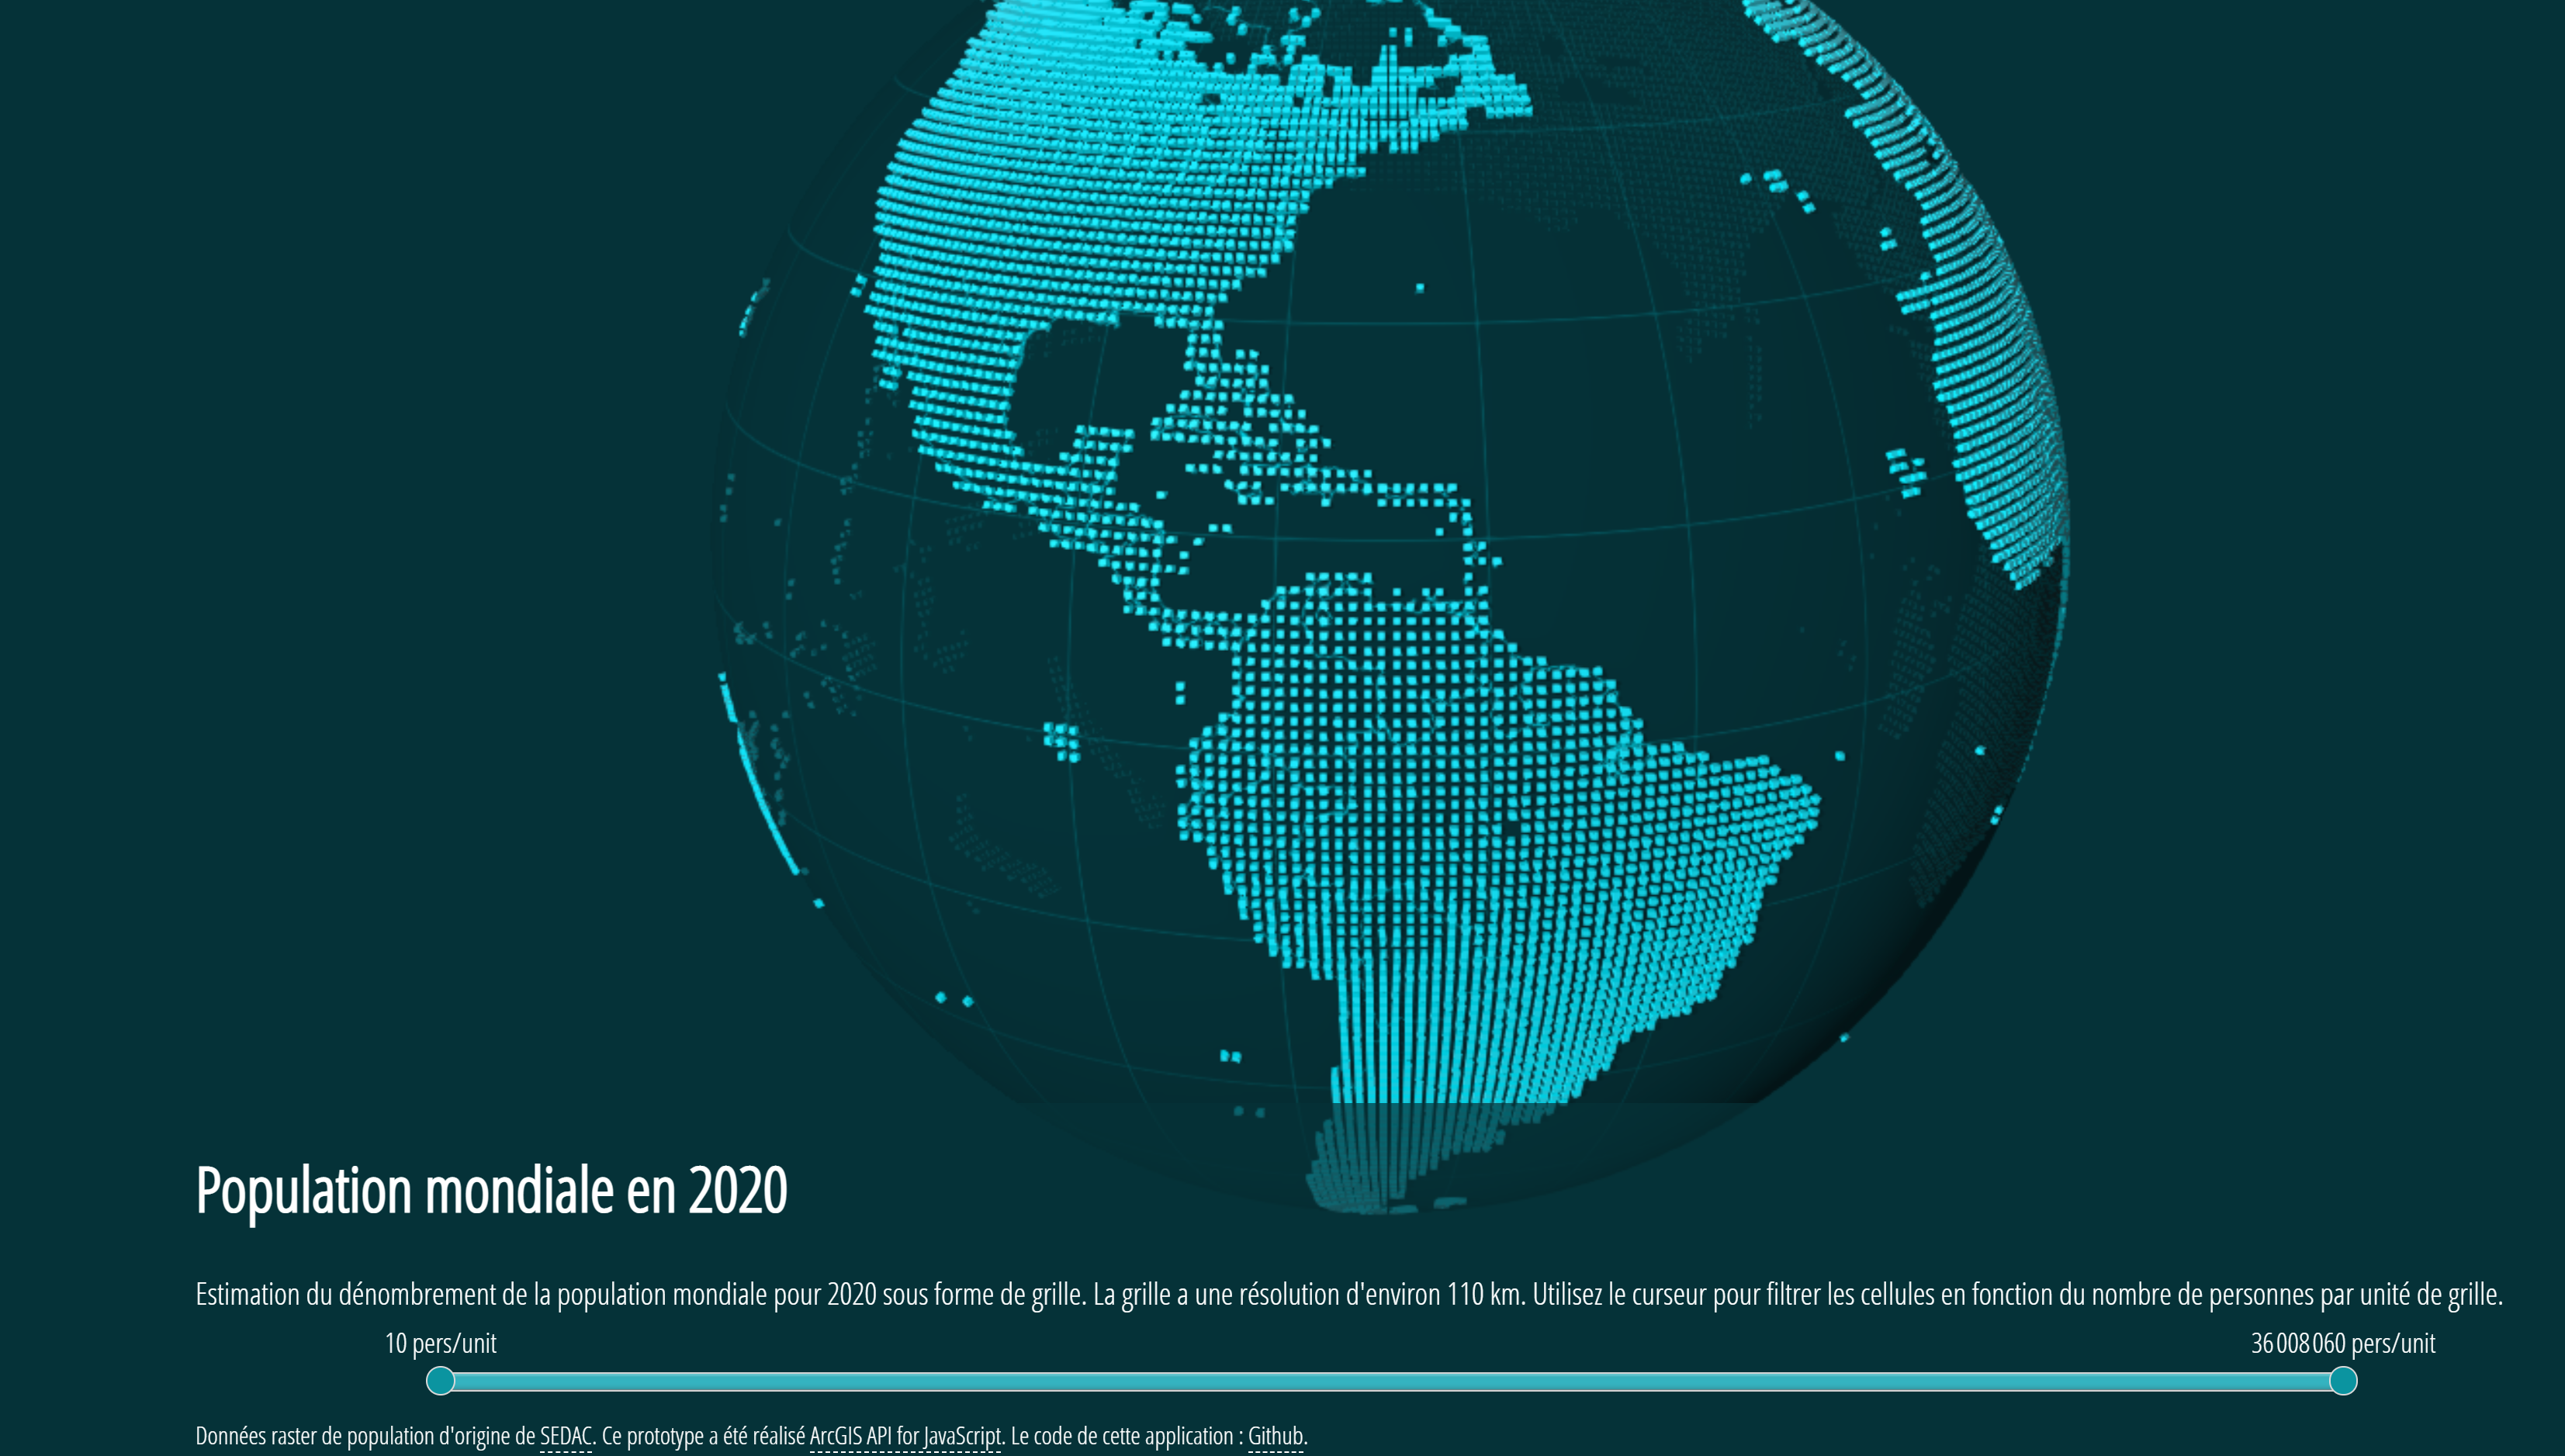 Population mondiale en 2020
Estimation du dénombrement de la population mondiale pour 2020 sous forme de grille. La grille a une résolution d'environ 110 km. Utilisez le curseur pour filtrer les cellules en fonction du nombre de personnes par unité de grille.
10 pers/unit
36 008 060 pers/unit
Données raster de population d'origine de SEDAC. Ce prototype a été réalisé ArcGIS API for JavaScript. Le code de cette application : Github.